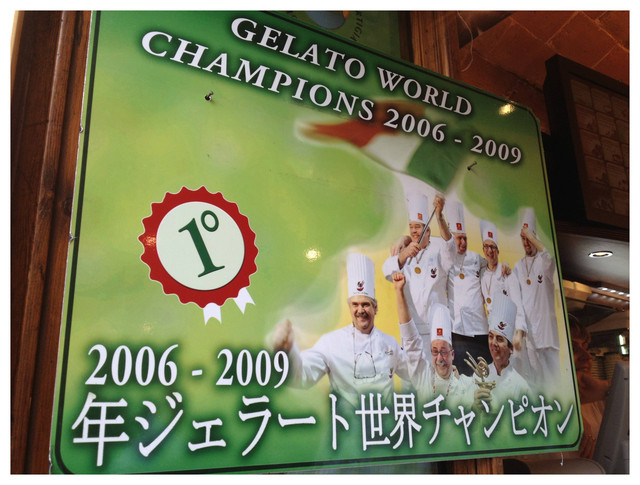 GELATO WORLD
CHAMPIONS 2006 - 2009
1°
2006 - 2009
年ジェラート世界チャンピオン